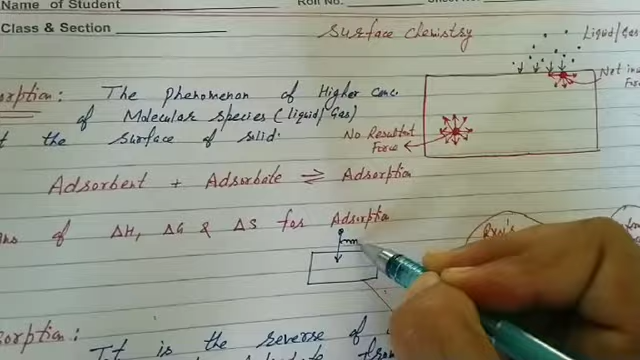 Name of Student
Roll No.
Class & Section
Surface Chemistry
Liquid/Gas
orption: The Phenomenon of Higher conc.
of Molecular species (liquid/Gas)
the surface of solid.
No Resultant
Force
Adsorbent + Adsorbate ⇌ Adsorption
of ΔH, ΔG & ΔS for Adsorption
orption:
It is the reverse of